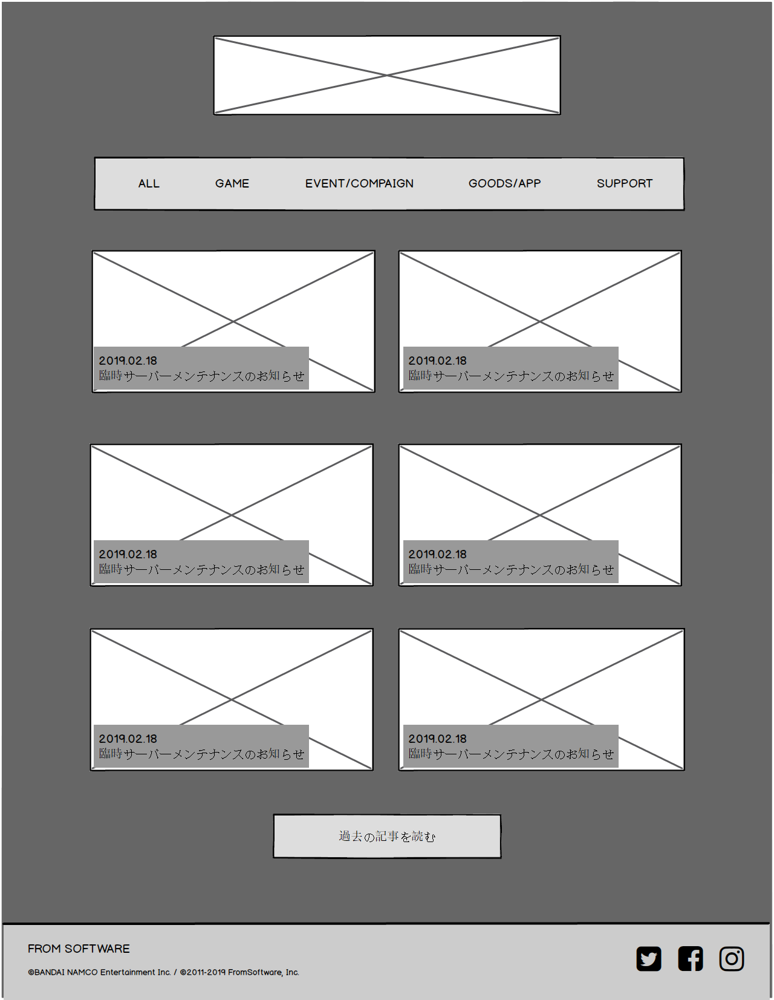 ALL GAME EVENT/COMPAIGN GOODS/APP SUPPORT
2019.02.18
臨時サーバーメンテナンスのお知らせ
2019.02.18
臨時サーバーメンテナンスのお知らせ
2019.02.18
臨時サーバーメンテナンスのお知らせ
2019.02.18
臨時サーバーメンテナンスのお知らせ
2019.02.18
臨時サーバーメンテナンスのお知らせ
2019.02.18
臨時サーバーメンテナンスのお知らせ
過去の記事を読む
FROM SOFTWARE
©BANDAI NAMCO Entertainment Inc. / ©2011-2019 FromSoftware, Inc.